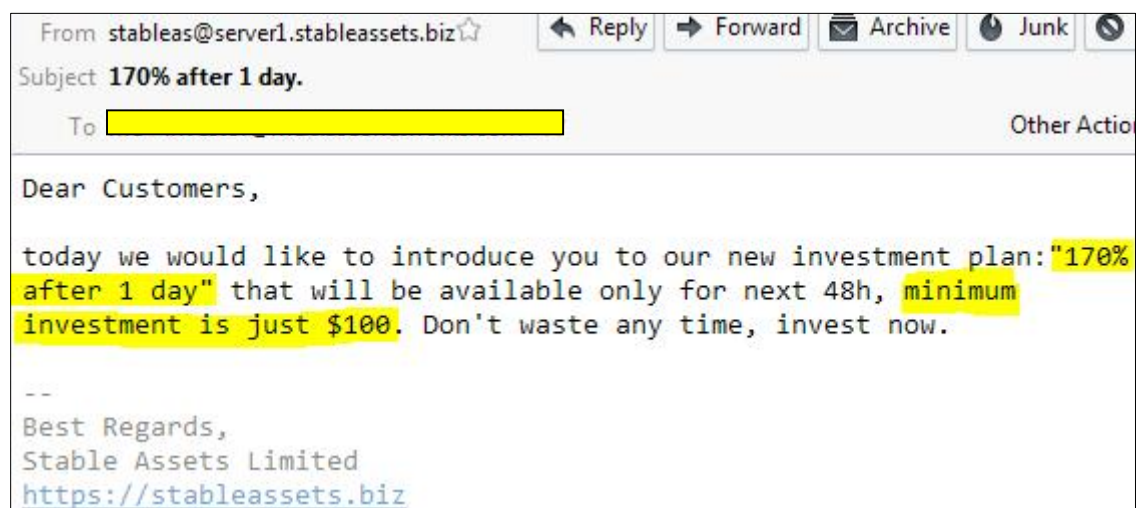 From stableas@server1.stableassets.biz Reply Forward Archive Junk
Subject 170% after 1 day.
To
Other Action
Dear Customers,
today we would like to introduce you to our new investment plan:"170%
after 1 day" that will be available only for next 48h, minimum
investment is just $100. Don't waste any time, invest now.
--
Best Regards,
Stable Assets Limited
https://stableassets.biz